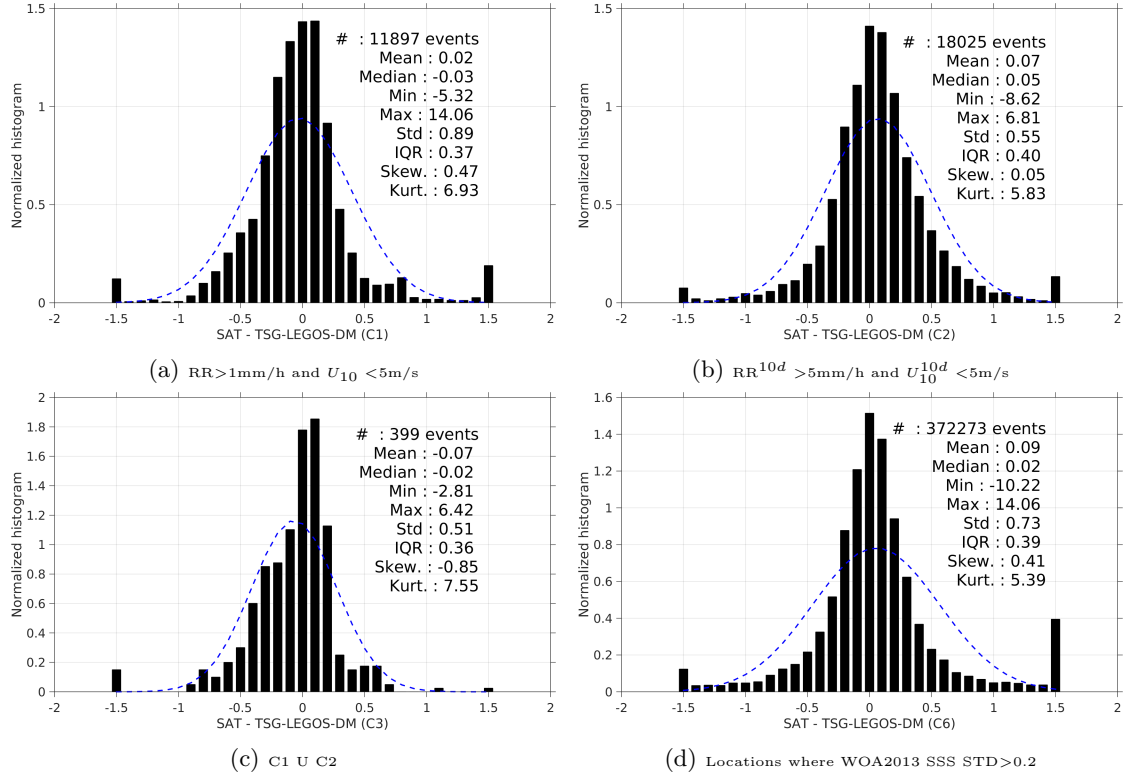 1.5
1
0.5
0
Normalized histogram
# : 11897 events
Mean : 0.02
Median : -0.03
Min : -5.32
Max : 14.06
Std : 0.89
IQR : 0.37
Skew. : 0.47
Kurt. : 6.93
-2 -1.5 -1 -0.5 0 0.5 1 1.5 2
SAT - TSG-LEGOS-DM (C1)
(a) RR>1mm/h and U10 <5m/s
1.5
1
0.5
0
Normalized histogram
# : 18025 events
Mean : 0.07
Median : 0.05
Min : -8.62
Max : 6.81
Std : 0.55
IQR : 0.40
Skew. : 0.05
Kurt. : 5.83
-2 -1.5 -1 -0.5 0 0.5 1 1.5 2
SAT - TSG-LEGOS-DM (C2)
(b) RR10d >5mm/h and U10d10 <5m/s
2
1.8
1.6
1.4
1.2
1
0.8
0.6
0.4
0.2
0
Normalized histogram
# : 399 events
Mean : -0.07
Median : -0.02
Min : -2.81
Max : 6.42
Std : 0.51
IQR : 0.36
Skew. : -0.85
Kurt. : 7.55
-2 -1.5 -1 -0.5 0 0.5 1 1.5 2
SAT - TSG-LEGOS-DM (C3)
(c) C1 U C2
1.6
1.4
1.2
1
0.8
0.6
0.4
0.2
0
Normalized histogram
# : 372273 events
Mean : 0.09
Median : 0.02
Min : -10.22
Max : 14.06
Std : 0.73
IQR : 0.39
Skew. : 0.41
Kurt. : 5.39
-2 -1.5 -1 -0.5 0 0.5 1 1.5 2
SAT - TSG-LEGOS-DM (C6)
(d) Locations where WOA2013 SSS STD>0.2